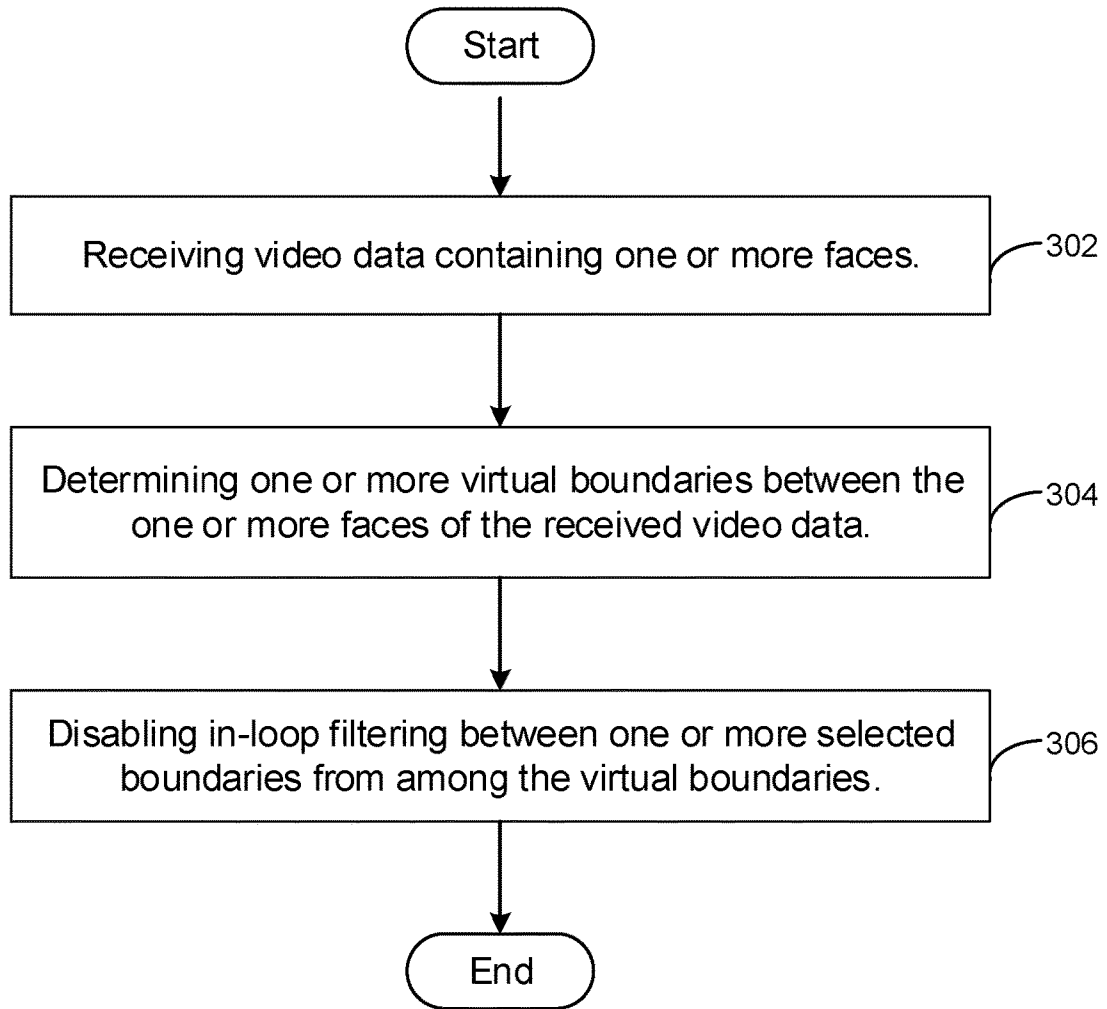 Start
Receiving video data containing one or more faces.
302
Determining one or more virtual boundaries between the
one or more faces of the received video data.
304
Disabling in-loop filtering between one or more selected
boundaries from among the virtual boundaries.
306
End